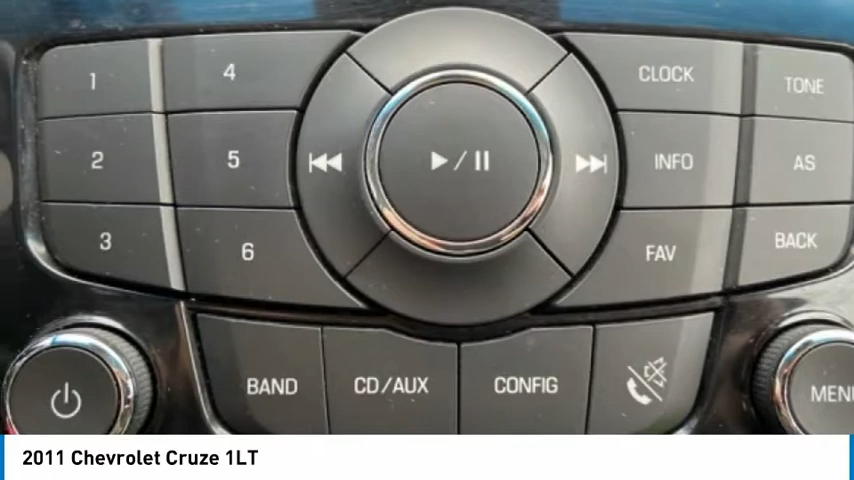 1 4 CLOCK TONE
2 5 INFO AS
3 6 FAV BACK
BAND CD/AUX CONFIG MENU
2011 Chevrolet Cruze 1LT